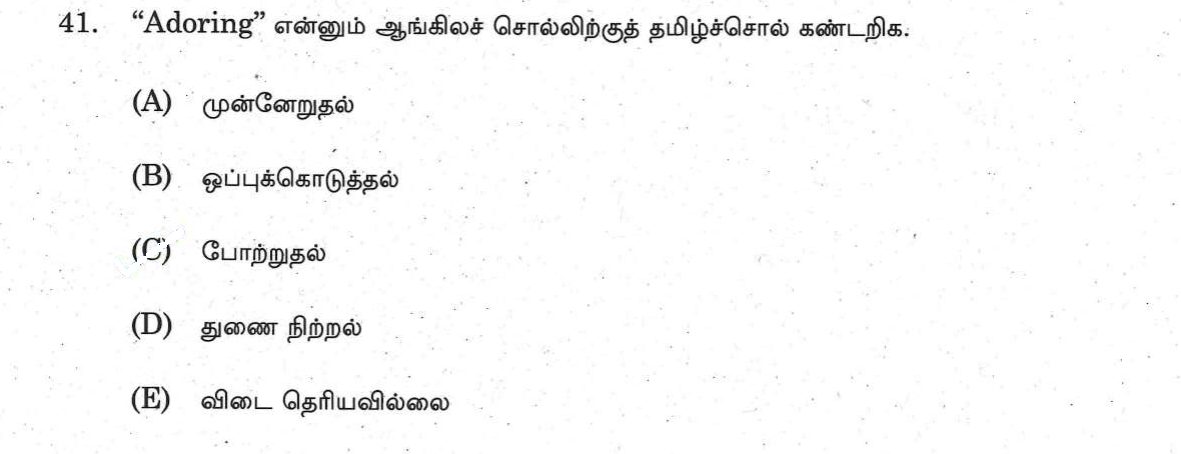 41. “Adoring” என்னும் ஆங்கிலச் சொல்லிற்குத் தமிழ்ச்சொல் கண்டறிக.
(A) முன்னேறுதல்
(B) ஒப்புக்கொடுத்தல்
(C) போற்றுதல்
(D) துணை நிற்றல்
(E) விடை தெரியவில்லை